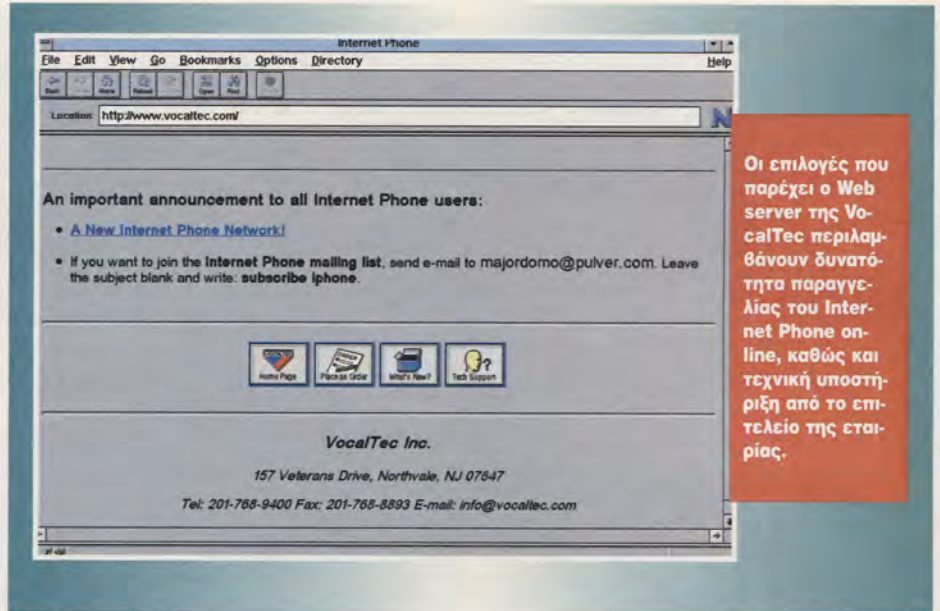 Internet Phone
File Edit View Go Bookmarks Options Directory Help
Back Home Reload Open Find
Location: http://www.vocaltec.com/
An important announcement to all Internet Phone users:
• A New Internet Phone Network!
• If you want to join the Internet Phone mailing list, send e-mail to majordomo@pulver.com. Leave
the subject blank and write: subscribe iphone.
Home Page Place an Order What's New? Tech Support
VocalTec Inc.
157 Veterans Drive, Northvale, NJ 07647
Tel: 201-768-9400 Fax: 201-768-8893 E-mail: info@vocaltec.com
Οι επιλογές που
παρέχει ο Web
server της Vo-
calTec περιλαμ-
βάνουν δυνατό-
τητα παραγγε-
λίας του Inter-
net Phone on-
line, καθώς και
τεχνική υποστή-
ριξη από το επι-
τελείο της εται-
ρίας.